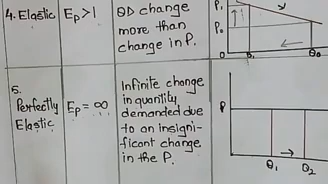 4. Elastic
Ep>1
QD change
more than
change in P.
P₁
P₀
0
Q₁
Q₀
5.
Perfectly
Elastic
Ep = ∞
Infinite change
in quantity
demanded due
to an insigni-
ficant change
in the P.
P
Q₁
Q₂